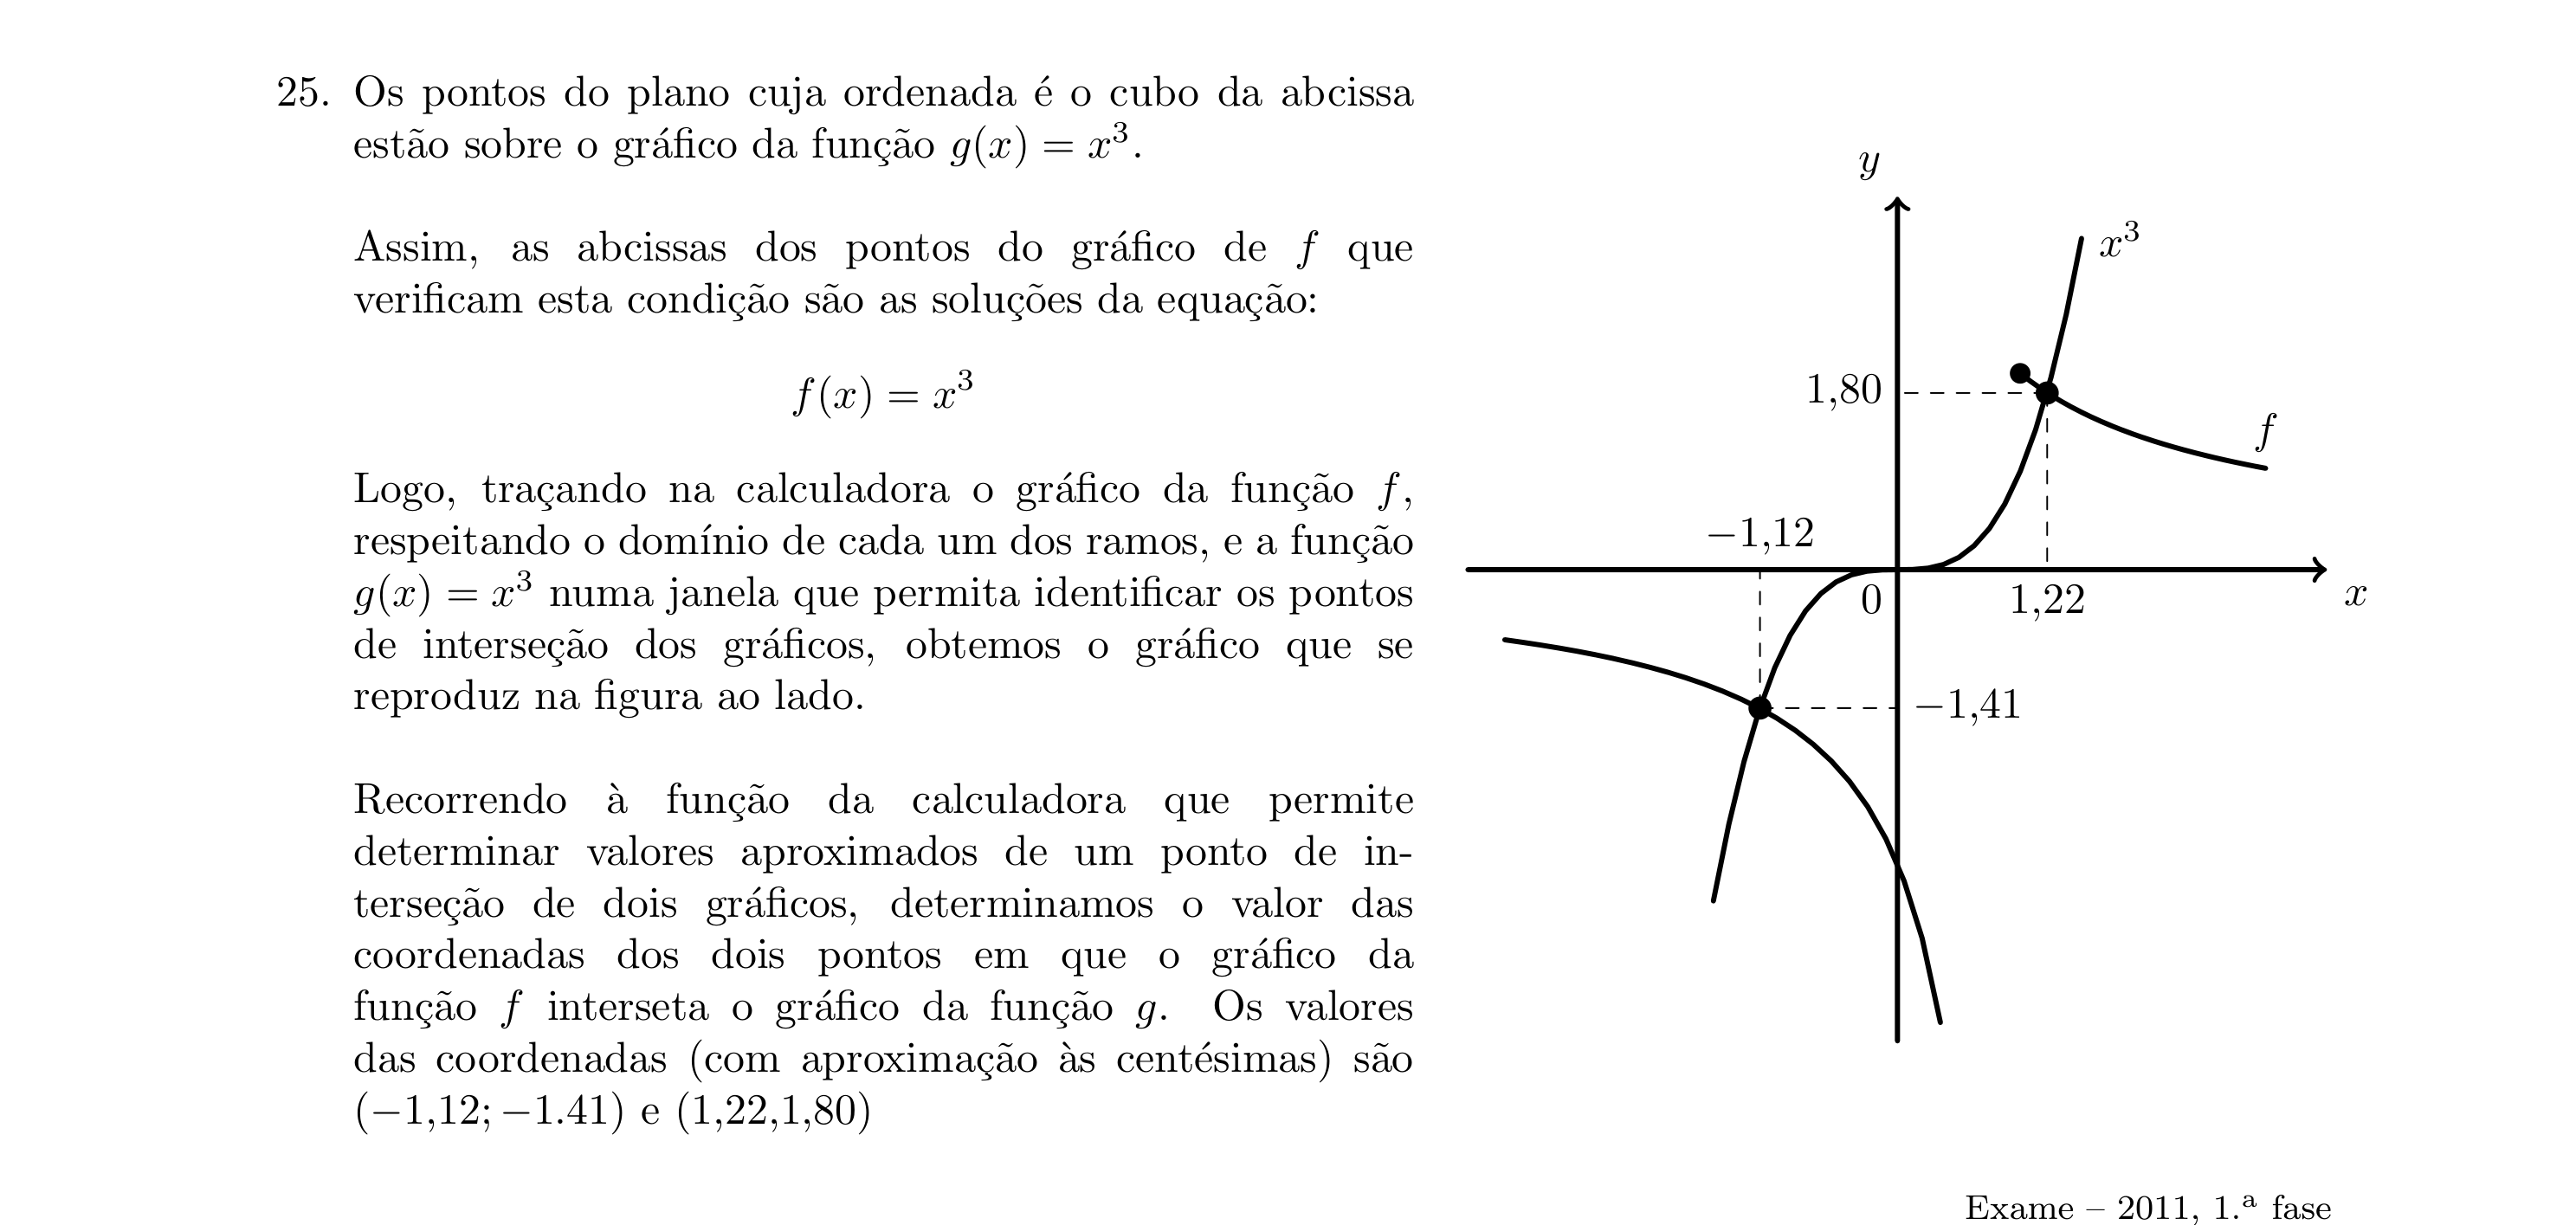 25. Os pontos do plano cuja ordenada é o cubo da abcissa
estão sobre o gráfico da função g(x) = x³.
Assim, as abcissas dos pontos do gráfico de f que
verificam esta condição são as soluções da equação:
f(x) = x³
Logo, traçando na calculadora o gráfico da função f,
respeitando o domínio de cada um dos ramos, e a função
g(x) = x³ numa janela que permita identificar os pontos
de interseção dos gráficos, obtemos o gráfico que se
reproduz na figura ao lado.
Recorrendo à função da calculadora que permite
determinar valores aproximados de um ponto de in-
terseção de dois gráficos, determinamos o valor das
coordenadas dos dois pontos em que o gráfico da
função f interseta o gráfico da função g. Os valores
das coordenadas (com aproximação às centésimas) são
(−1,12; −1.41) e (1,22,1,80)
y
x³
1,80
f
−1,12
0
1,22
x
−1,41
Exame – 2011, 1.ª fase